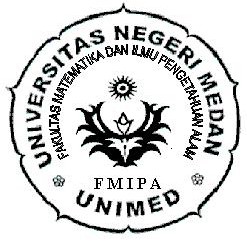 UNIVERSITAS NEGERI MEDAN
FAKULTAS MATEMATIKA DAN ILMU PENGETAHUAN ALAM
FMIPA
UNIMED